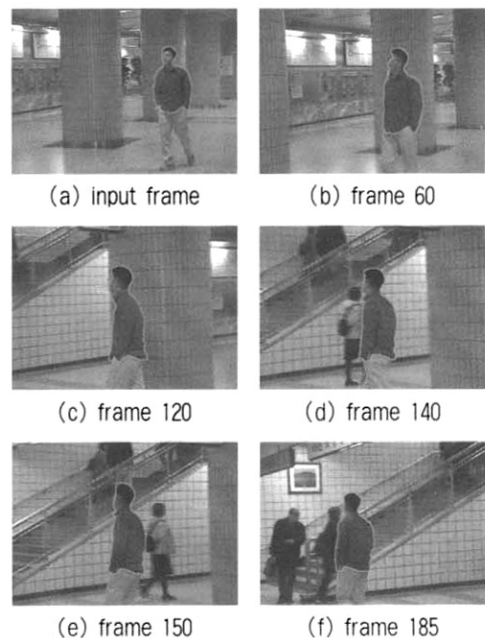 (a) input frame
(b) frame 60
(c) frame 120
(d) frame 140
(e) frame 150
(f) frame 185